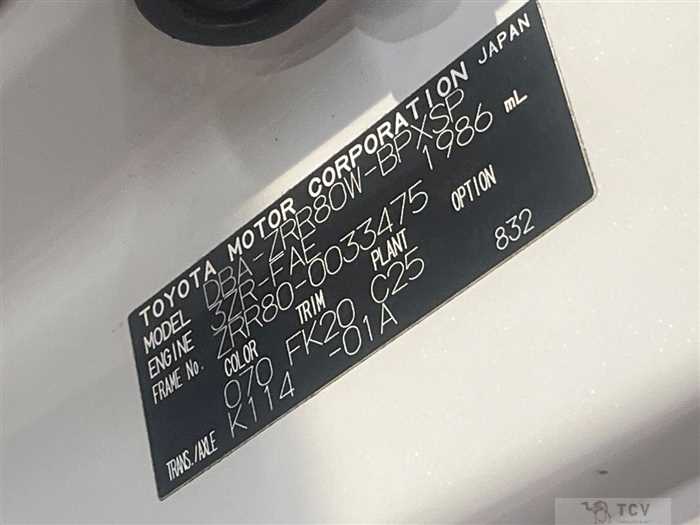 TOYOTA MOTOR CORPORATION JAPAN
MODEL DBA-ZRR80W-BPXSP
ENGINE 3ZR-FAE 1986 mL
FRAME No. ZRR80-0033475
COLOR TRIM PLANT OPTION
070 FK20 C25 832
TRANS./AXLE K114 -01A
TCV